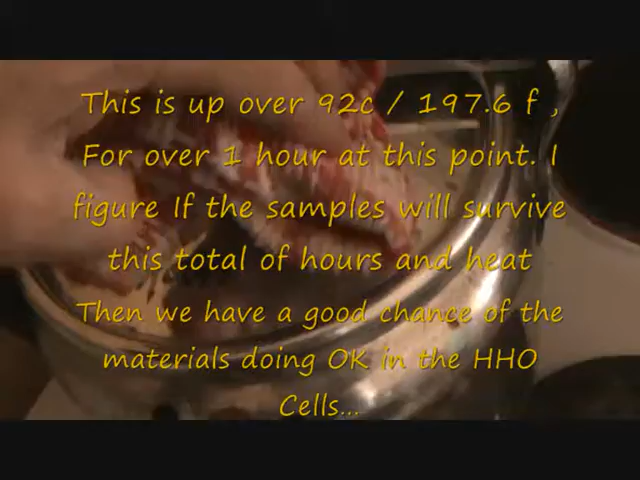 This is up over 92c / 197.6 f ,
For over 1 hour at this point. I
figure If the samples will survive
this total of hours and heat
Then we have a good chance of the
materials doing OK in the HHO
Cells...